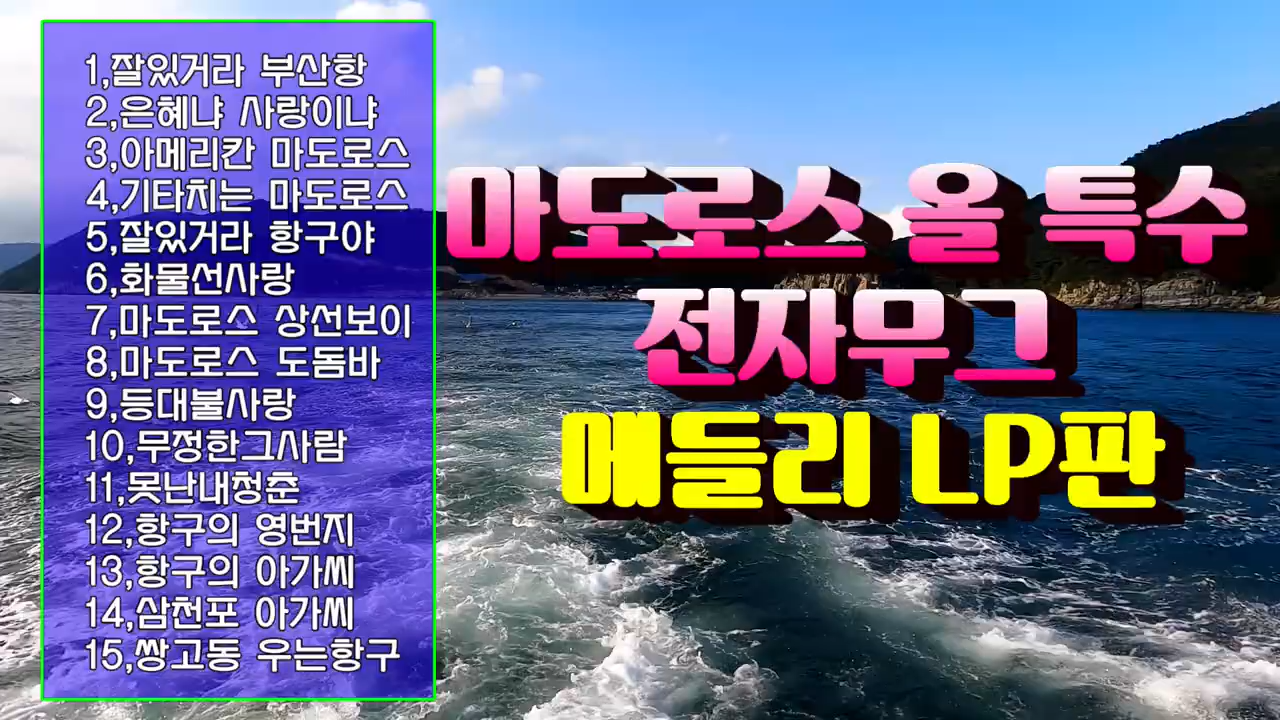 1,잘있거라 부산항
2,은혜냐 사랑이냐
3,아메리칸 마도로스
4,기타치는 마도로스
5,잘있거라 항구야
6,화물선사랑
7,마도로스 상선보이
8,마도로스 도돔바
9,등대불사랑
10,무정한그사람
11,못난내청춘
12,항구의 영번지
13,항구의 아가씨
14,삼천포 아가씨
15,쌍고동 우는항구
마도로스 올 특수
전자무그
메들리 LP판